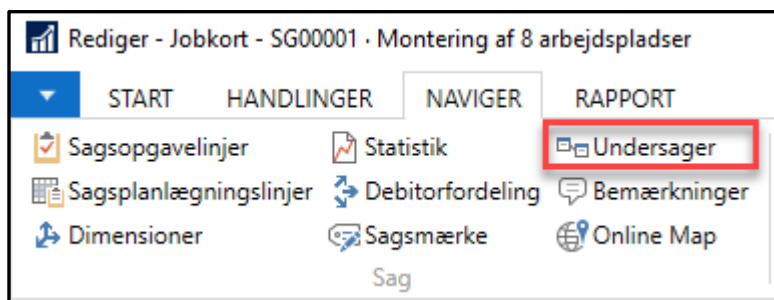 Rediger - Jobkort - SG00001 · Montering af 8 arbejdspladser
START HANDLINGER NAVIGER RAPPORT
Sagsopgavelinjer Statistik Undersager
Sagsplanlægningslinjer Debitorfordeling Bemærkninger
Dimensioner Sagsmærke Online Map
Sag